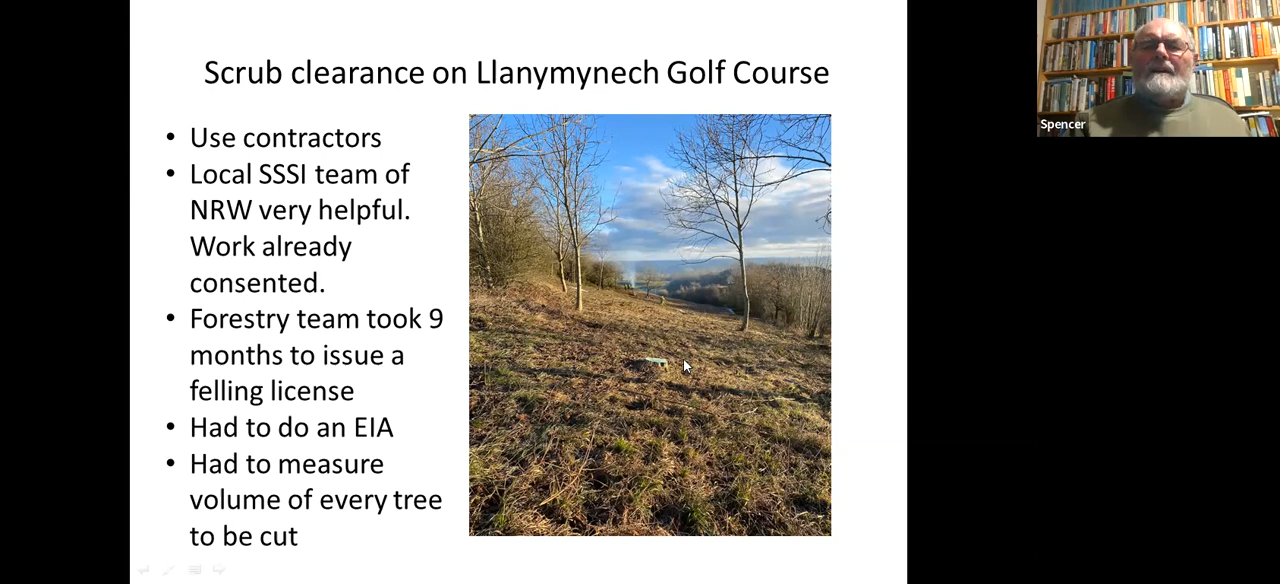 Scrub clearance on Llanymynech Golf Course
• Use contractors
• Local SSSI team of
NRW very helpful.
Work already
consented.
• Forestry team took 9
months to issue a
felling license
• Had to do an EIA
• Had to measure
volume of every tree
to be cut
Spencer